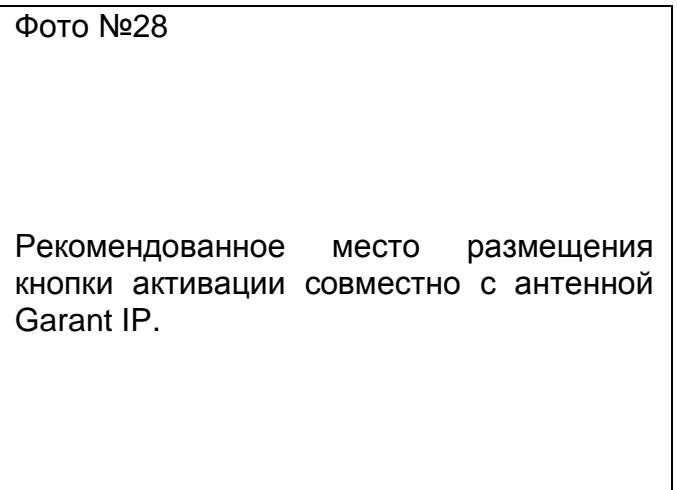 Фото №28
Рекомендованное место размещения
кнопки активации совместно с антенной
Garant IP.